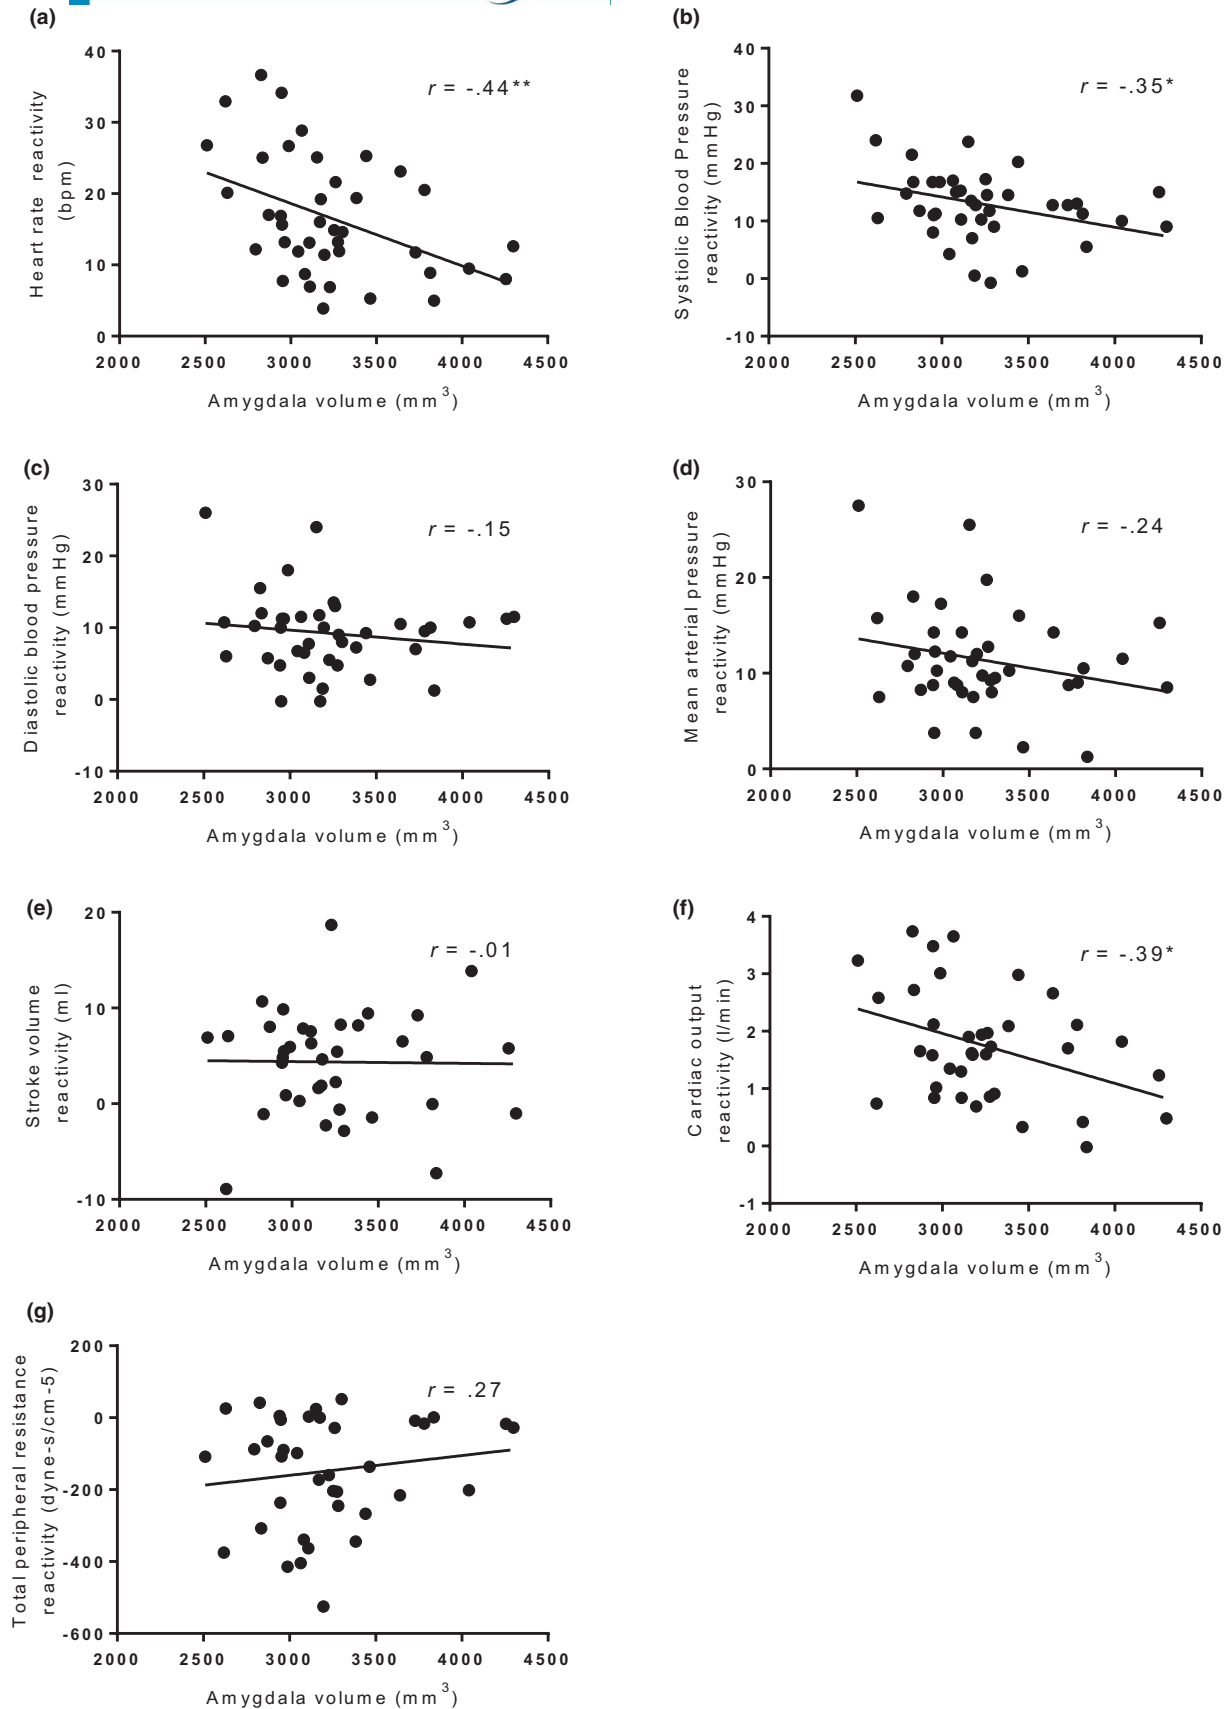 (a)
40
30
20
10
0
2000 2500 3000 3500 4000 4500
Heart rate reactivity
(bpm)
r = -.44**
Amygdala volume (mm3)
(b)
40
30
20
10
0
-10
2000 2500 3000 3500 4000 4500
Systiolic Blood Pressure
reactivity (mmHg)
r = -.35*
Amygdala volume (mm3)
(c)
30
20
10
0
-10
2000 2500 3000 3500 4000 4500
Diastolic blood pressure
reactivity (mmHg)
r = -.15
Amygdala volume (mm3)
(d)
30
20
10
0
2000 2500 3000 3500 4000 4500
Mean arterial pressure
reactivity (mmHg)
r = -.24
Amygdala volume (mm3)
(e)
20
10
0
-10
2000 2500 3000 3500 4000 4500
Stroke volume
reactivity (ml)
r = -.01
Amygdala volume (mm3)
(f)
4
3
2
1
0
-1
2000 2500 3000 3500 4000 4500
Cardiac output
reactivity (l/min)
r = -.39*
Amygdala volume (mm3)
(g)
200
0
-200
-400
-600
2000 2500 3000 3500 4000 4500
Total peripheral resistance
reactivity (dyne-s/cm-5)
r = .27
Amygdala volume (mm3)